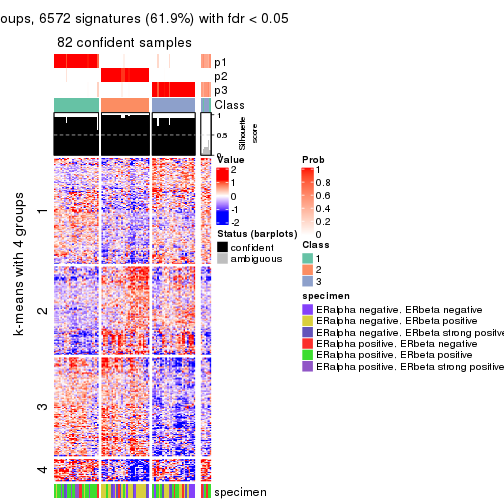 oups, 6572 signatures (61.9%) with fdr < 0.05
82 confident samples
p1
p2
p3
Class
1
0.5
0
Silhouette
score
k-means with 4 groups
1
2
3
4
specimen
Value
2
1
0
-1
-2
Status (barplots)
confident
ambiguous
Prob
1
0.8
0.6
0.4
0.2
0
Class
1
2
3
specimen
ERalpha negative. ERbeta negative
ERalpha negative. ERbeta positive
ERalpha negative. ERbeta strong positive
ERalpha positive. ERbeta negative
ERalpha positive. ERbeta positive
ERalpha positive. ERbeta strong positive